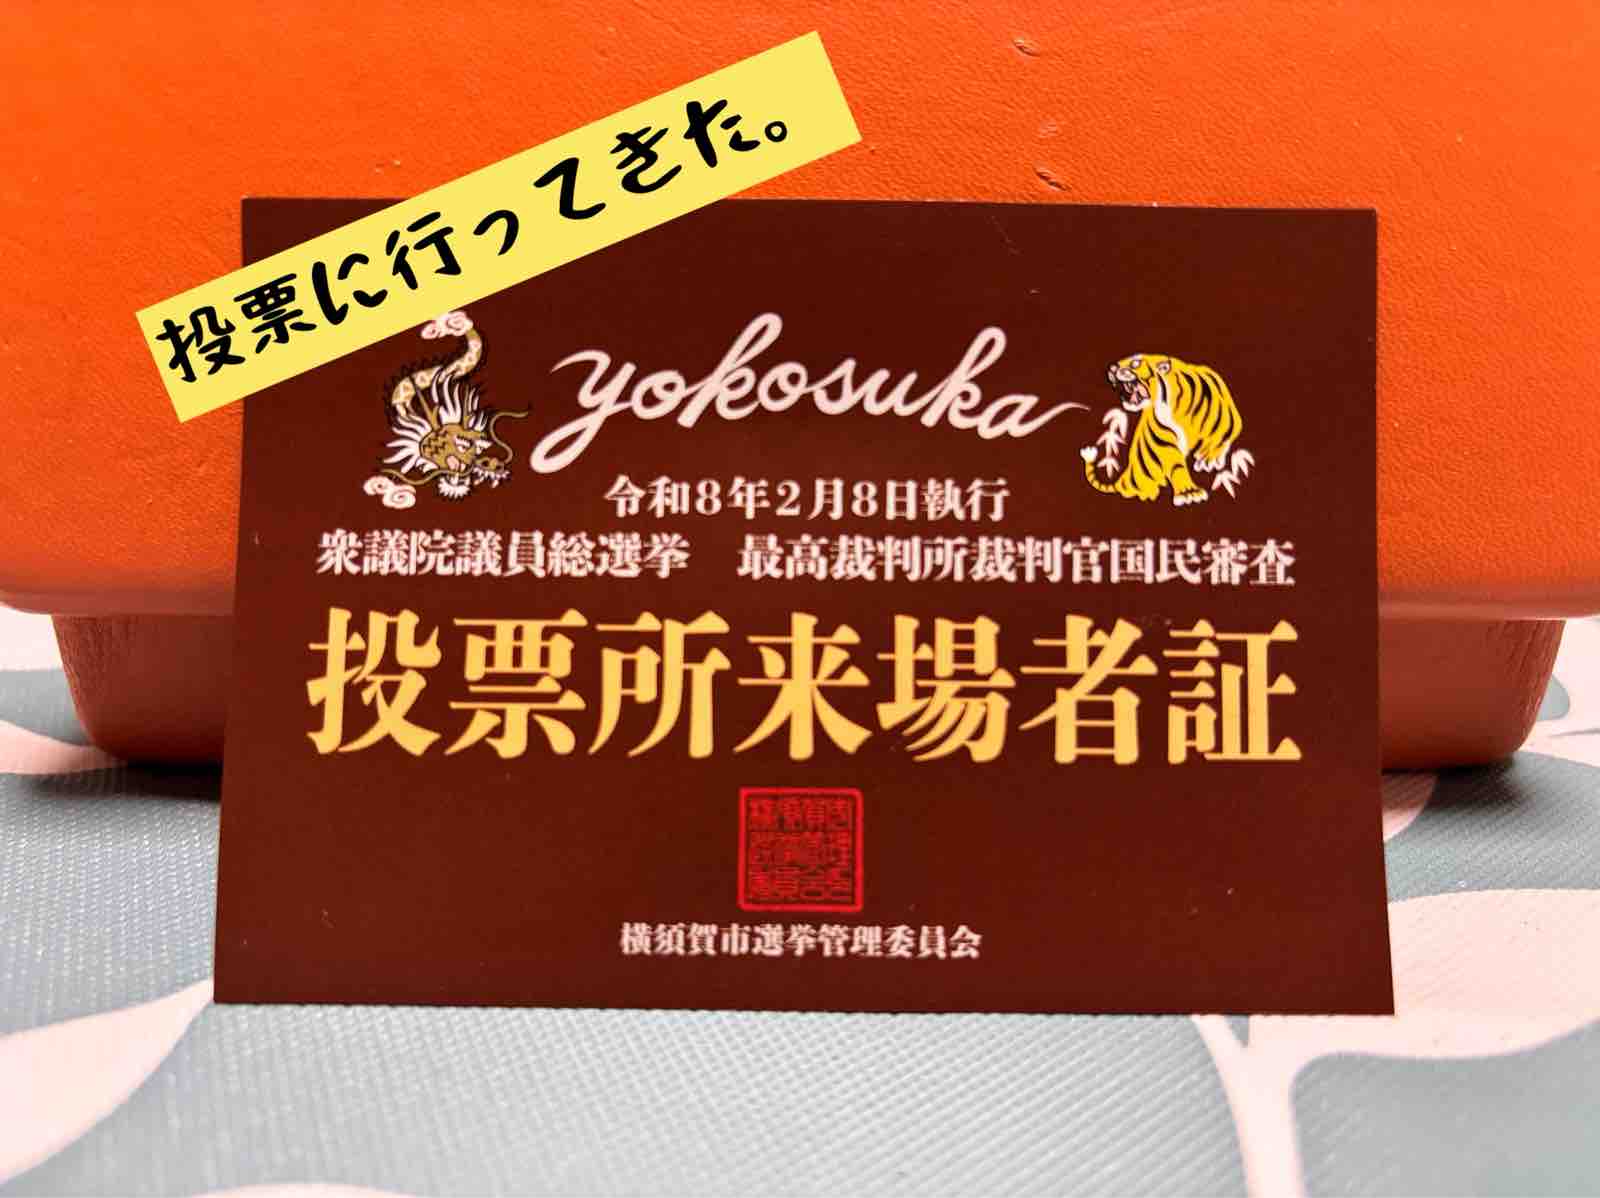 投票に行ってきた。
yokosuka
令和8年2月8日執行
衆議院議員総選挙　最高裁判所裁判官国民審査
投票所来場者証
横須賀市選挙管理委員会